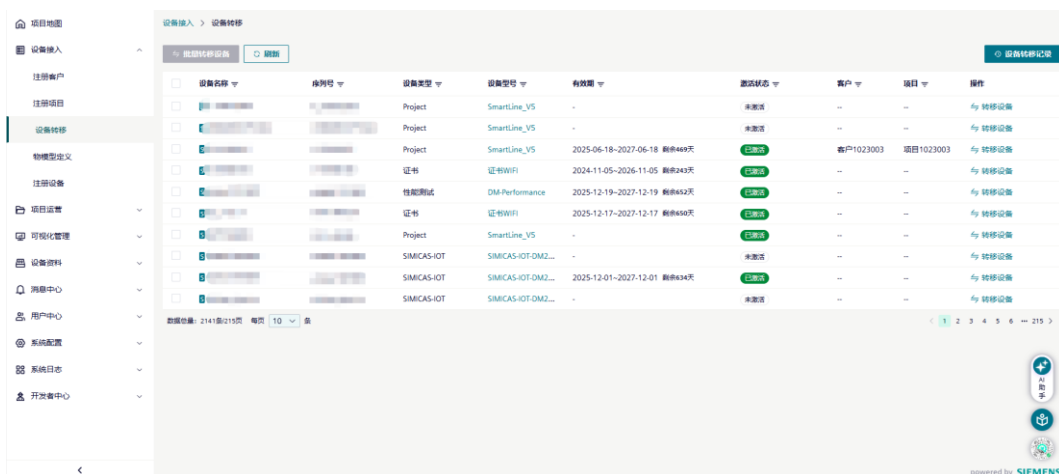 项目地图
设备接入
注册客户
注册项目
设备转移
物模型定义
注册设备
项目运营
可视化管理
设备资料
消息中心
用户中心
系统配置
系统日志
开发者中心
设备接入 > 设备转移
批量转移设备 刷新 设备转移记录
设备名称 序列号 设备类型 设备型号 有效期 激活状态 客户 项目 操作
Project SmartLine_V5 - 未激活 -- -- 转移设备
Project SmartLine_V5 - 未激活 -- -- 转移设备
Project SmartLine_V5 2025-06-18~2027-06-18 剩余469天 已激活 客户1023003 项目1023003 转移设备
证书 证书WIFI 2024-11-05~2026-11-05 剩余243天 已激活 -- -- 转移设备
性能测试 DM-Performance 2025-12-19~2027-12-19 剩余652天 已激活 -- -- 转移设备
证书 证书WIFI 2025-12-17~2027-12-17 剩余650天 已激活 -- -- 转移设备
Project SmartLine_V5 - 已激活 -- -- 转移设备
SIMICAS-IOT SIMICAS-IOT-DM2... - 未激活 -- -- 转移设备
SIMICAS-IOT SIMICAS-IOT-DM2... 2025-12-01~2027-12-01 剩余634天 已激活 -- -- 转移设备
SIMICAS-IOT SIMICAS-IOT-DM2... - 未激活 -- -- 转移设备
数据总量: 2141条/215页 每页 10 条 < 1 2 3 4 5 6 ... 215 >
AI助手
powered by SIEMENS